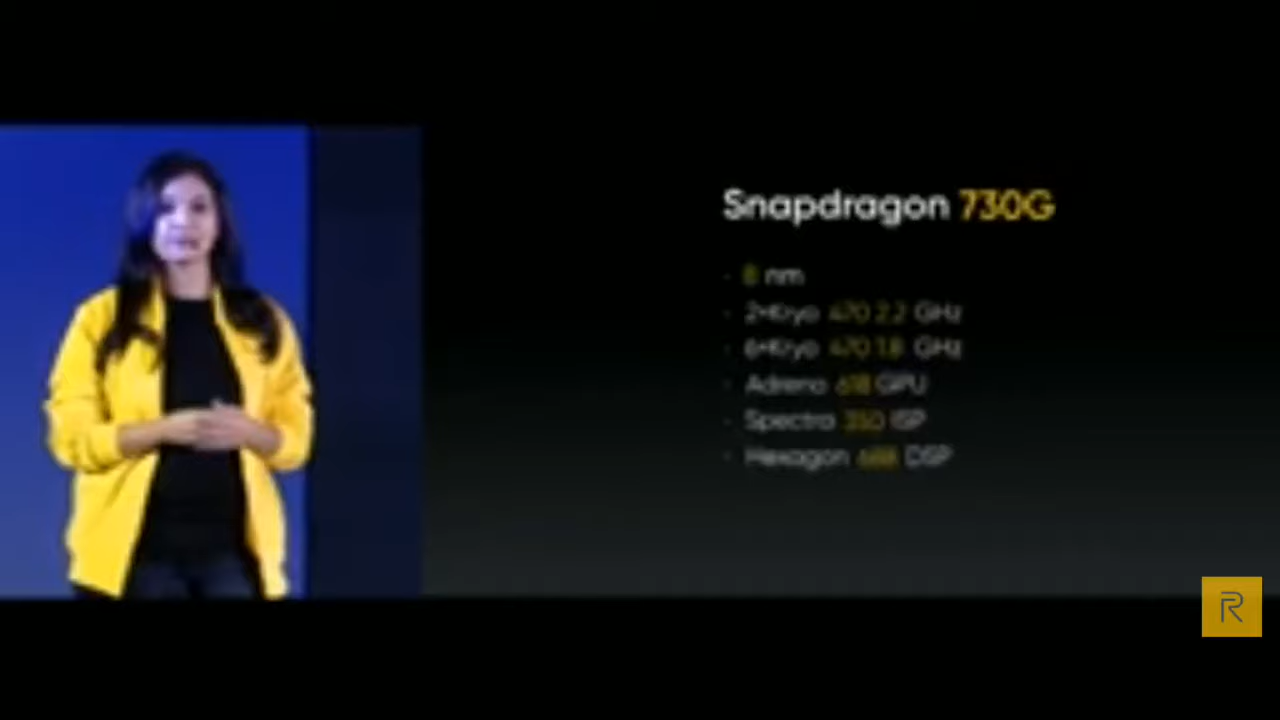 Snapdragon 730G
· 8 nm
· 2*Kryo 470 2.2 GHz
· 6*Kryo 470 1.8 GHz
· Adreno 618 GPU
· Spectra 350 ISP
· Hexagon 688 DSP
R